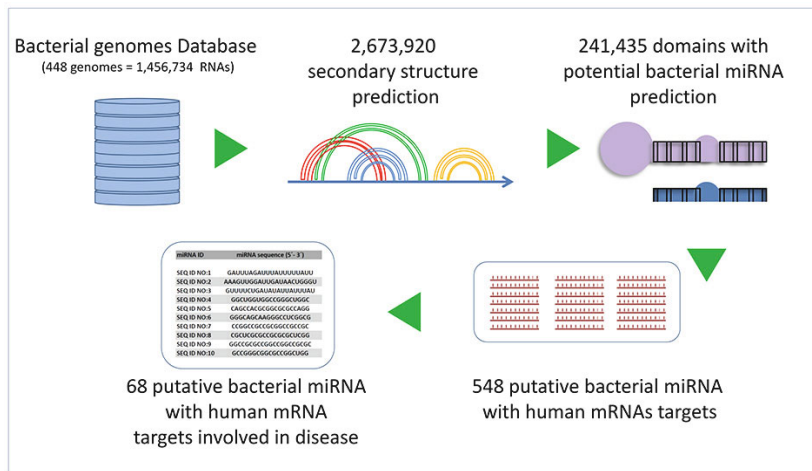 Bacterial genomes Database
(448 genomes = 1,456,734 RNAs)
2,673,920
secondary structure
prediction
241,435 domains with
potential bacterial miRNA
prediction
miRNA ID miRNA sequence (5´- 3´)
SEQ ID NO:1 GAUUUAGAUUUAUUUUUAUU
SEQ ID NO:2 AAAGUUGGAUUGAUAACUGGGU
SEQ ID NO:3 GUUUUCUGAUAUAUUAUUUAU
SEQ ID NO:4 GGCUGGUGGCCGGGCUGGC
SEQ ID NO:5 CAGCCACGCGGCGCGCCAGG
SEQ ID NO:6 GGGCAGCAAGGGCCUCGGCG
SEQ ID NO:7 CCGGCCGCCGCGGCCGCCGC
SEQ ID NO:8 CGCUCGCGCCGCGCGCUCGG
SEQ ID NO:9 GGCCGCGCCGGCCGGCCGCGC
SEQ ID NO:10 GCCGGGCGGCGCCGGCUGG
68 putative bacterial miRNA
with human mRNA
targets involved in disease
548 putative bacterial miRNA
with human mRNAs targets